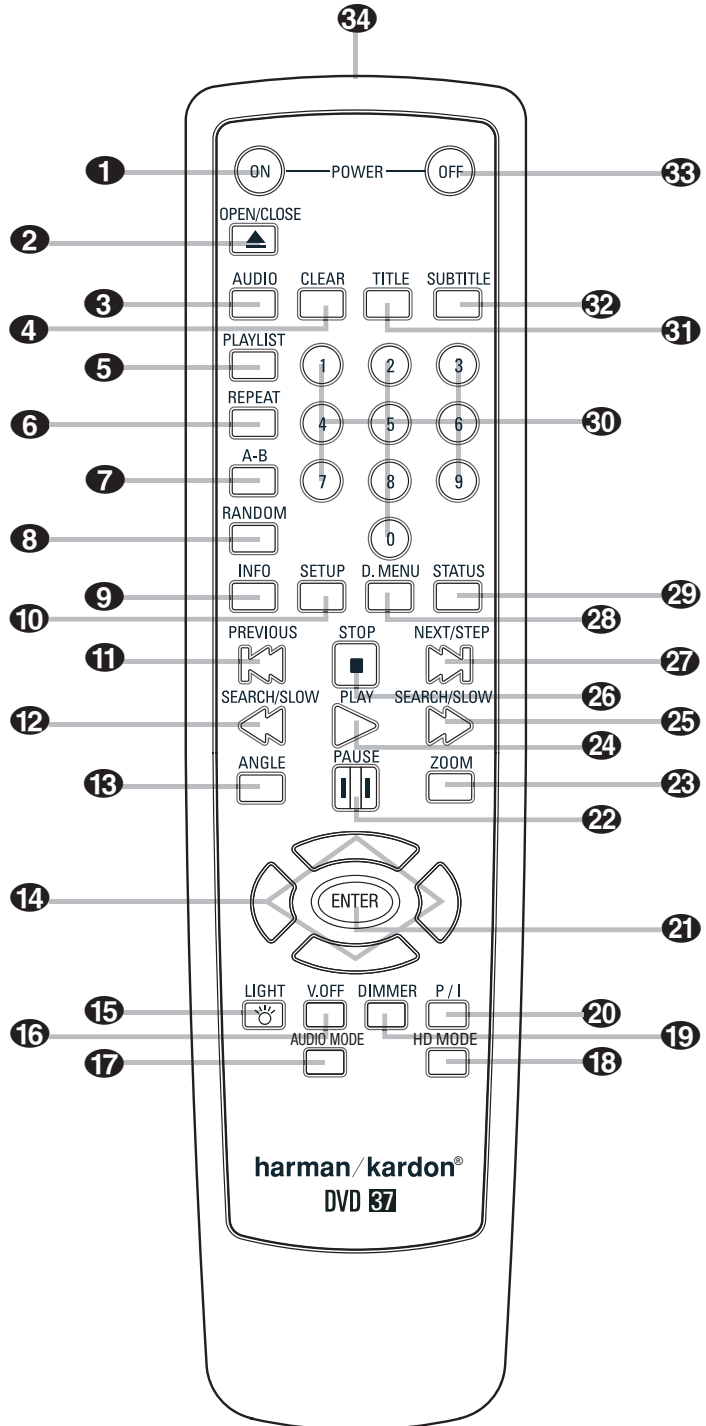 34
1 ON POWER OFF 33
OPEN/CLOSE
2
AUDIO CLEAR TITLE SUBTITLE
3 32
4 31
PLAYLIST
5 1 2 3
REPEAT
6 4 5 6 30
A-B
7 7 8 9
RANDOM
8 0
INFO SETUP D. MENU STATUS
9 29
10 28
PREVIOUS STOP NEXT/STEP
11 27
26
SEARCH/SLOW PLAY SEARCH/SLOW
12 25
24
ANGLE PAUSE ZOOM
13 23
22
14 ENTER 21
LIGHT V.OFF DIMMER P / I
15 20
16 19
AUDIO MODE HD MODE
17 18
harman/kardon®
DVD 37